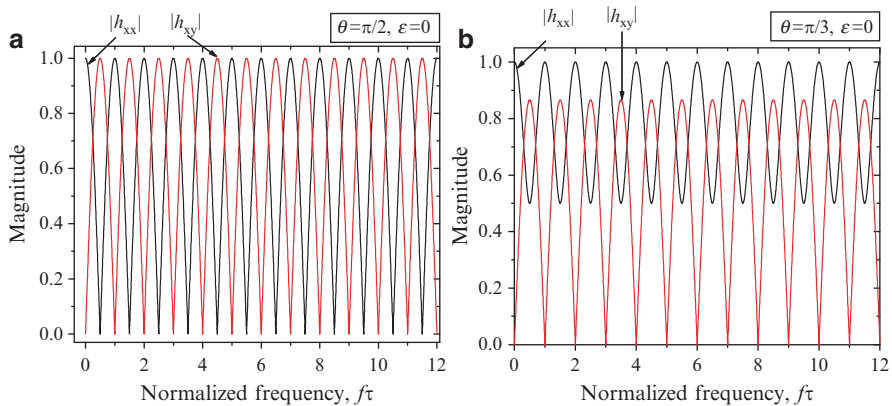 a
|hxx|
|hxy|
θ=π/2, ε=0
1.0
0.8
0.6
0.4
0.2
0.0
Magnitude
0 2 4 6 8 10 12
Normalized frequency, fτ
b
|hxx|
|hxy|
θ=π/3, ε=0
1.0
0.8
0.6
0.4
0.2
0.0
Magnitude
0 2 4 6 8 10 12
Normalized frequency, fτ